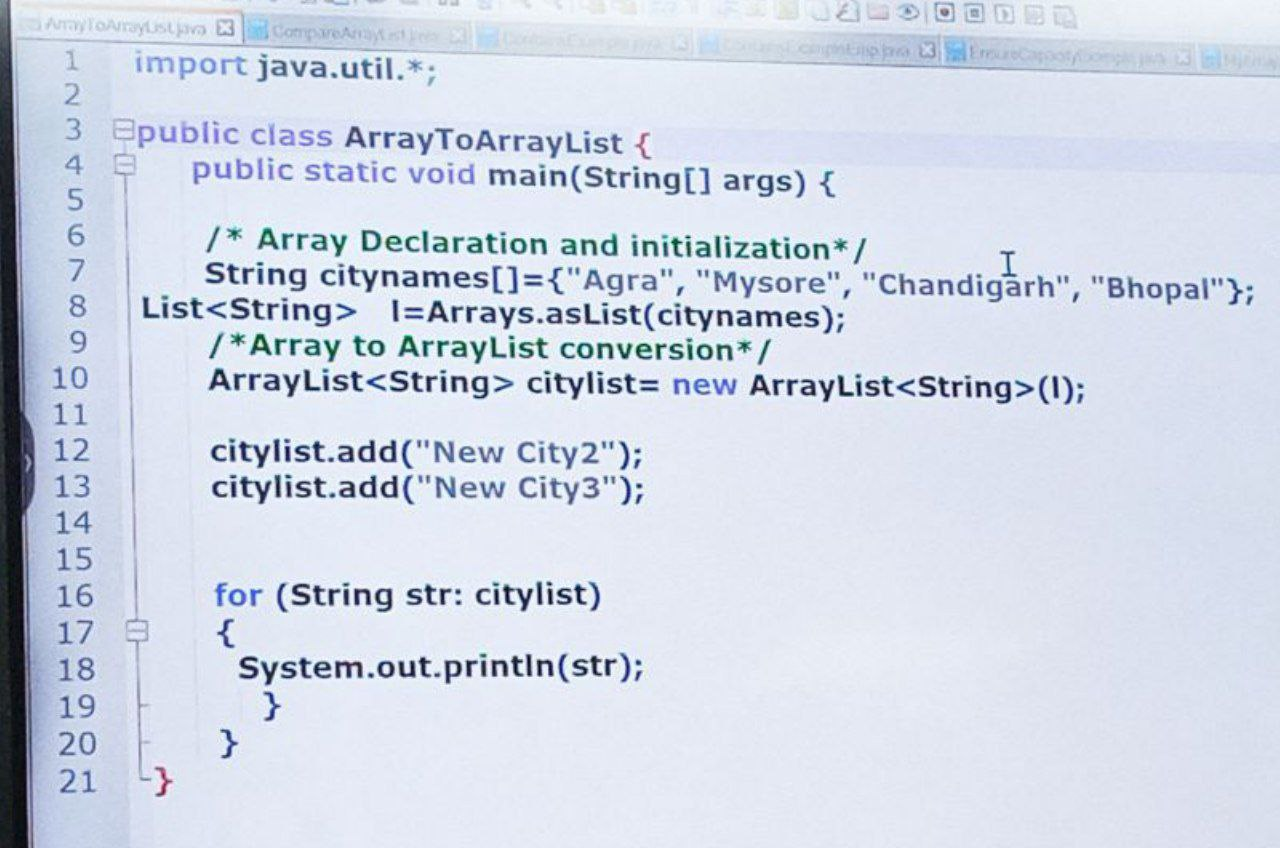 ArrayToArrayList.java CompareArrayList.java ContainsExample.java ContainsExampleEmp.java EnsureCapacityExample.java
1 import java.util.*;
2
3 public class ArrayToArrayList {
4 public static void main(String[] args) {
5
6 /* Array Declaration and initialization*/
7 String citynames[]={"Agra", "Mysore", "Chandigarh", "Bhopal"};
8 List<String> l=Arrays.asList(citynames);
9 /*Array to ArrayList conversion*/
10 ArrayList<String> citylist= new ArrayList<String>(l);
11
12 citylist.add("New City2");
13 citylist.add("New City3");
14
15
16 for (String str: citylist)
17 {
18 System.out.println(str);
19 }
20 }
21 }